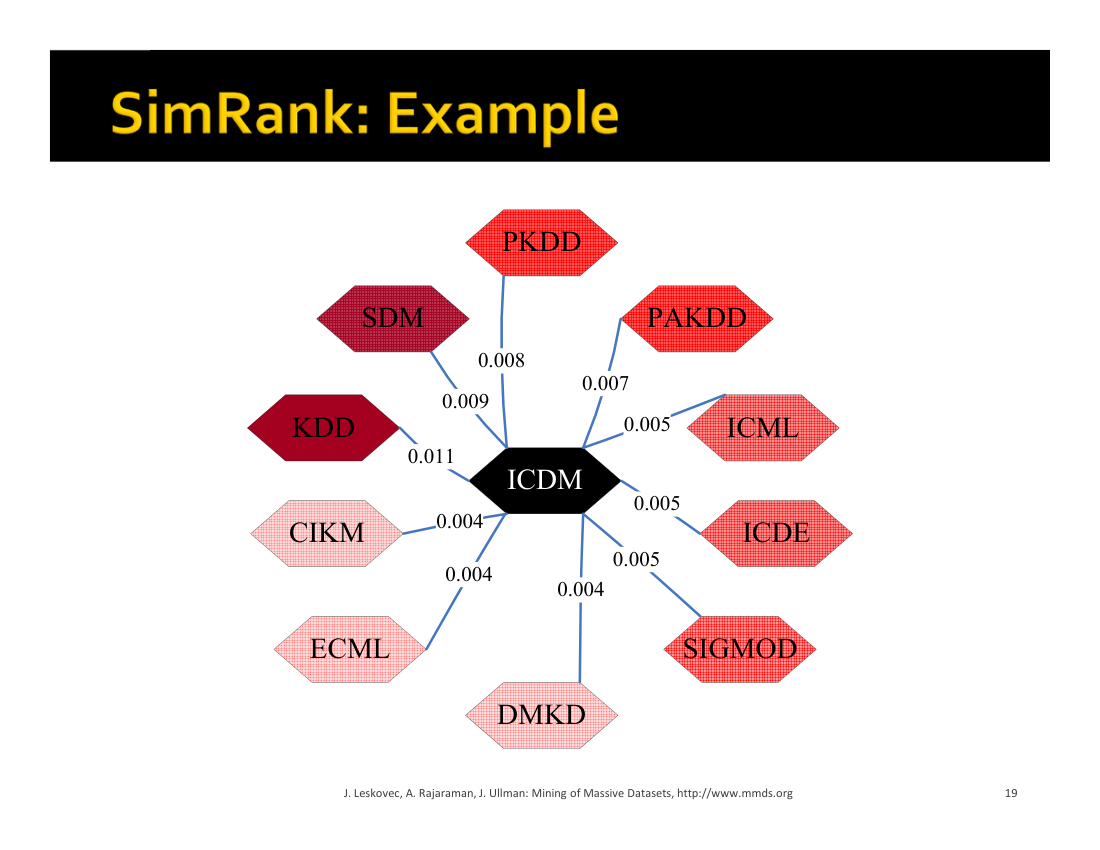 SimRank: Example
PKDD
SDM
PAKDD
0.008
0.007
0.009
0.005
KDD
ICML
0.011
ICDM
0.005
CIKM
0.004
ICDE
0.005
0.004
0.004
ECML
SIGMOD
DMKD
J. Leskovec, A. Rajaraman, J. Ullman: Mining of Massive Datasets, http://www.mmds.org
19